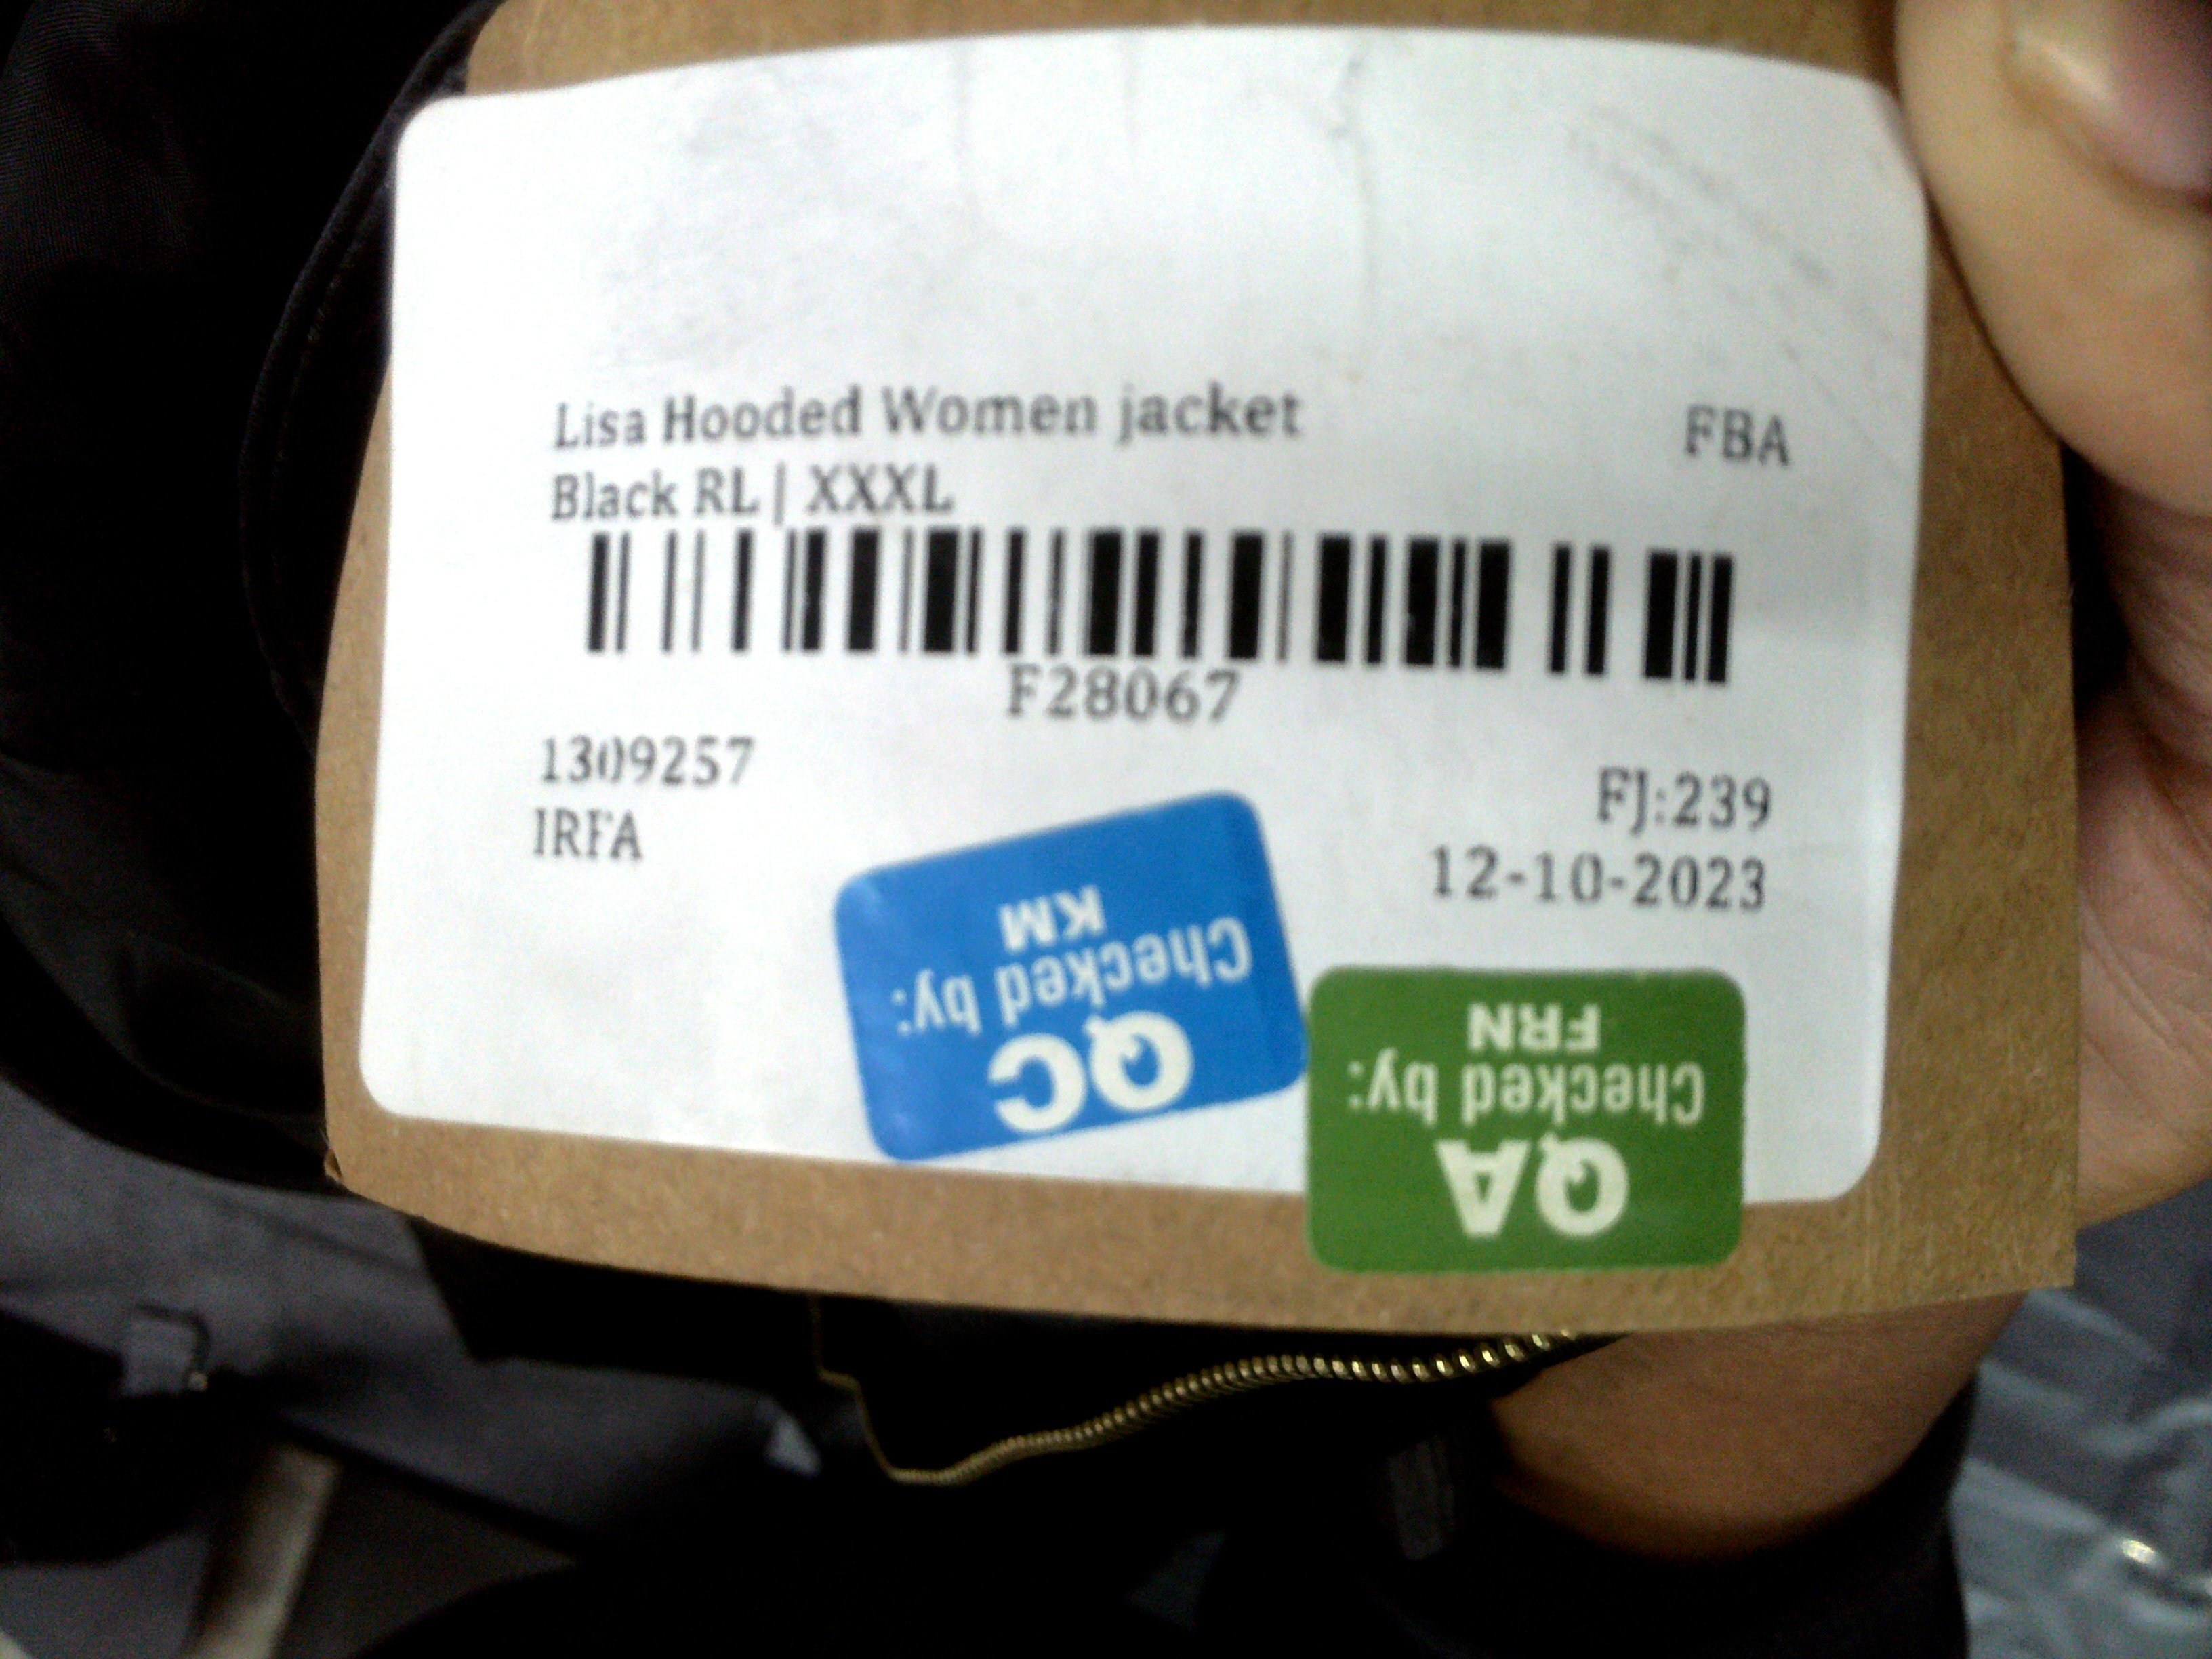 Lisa Hooded Women jacket
FBA
Black RL | XXXL
F28067
1309257
IRFA
FJ:239
12-10-2023
QC
Checked by:
KM
QA
Checked by:
FRN